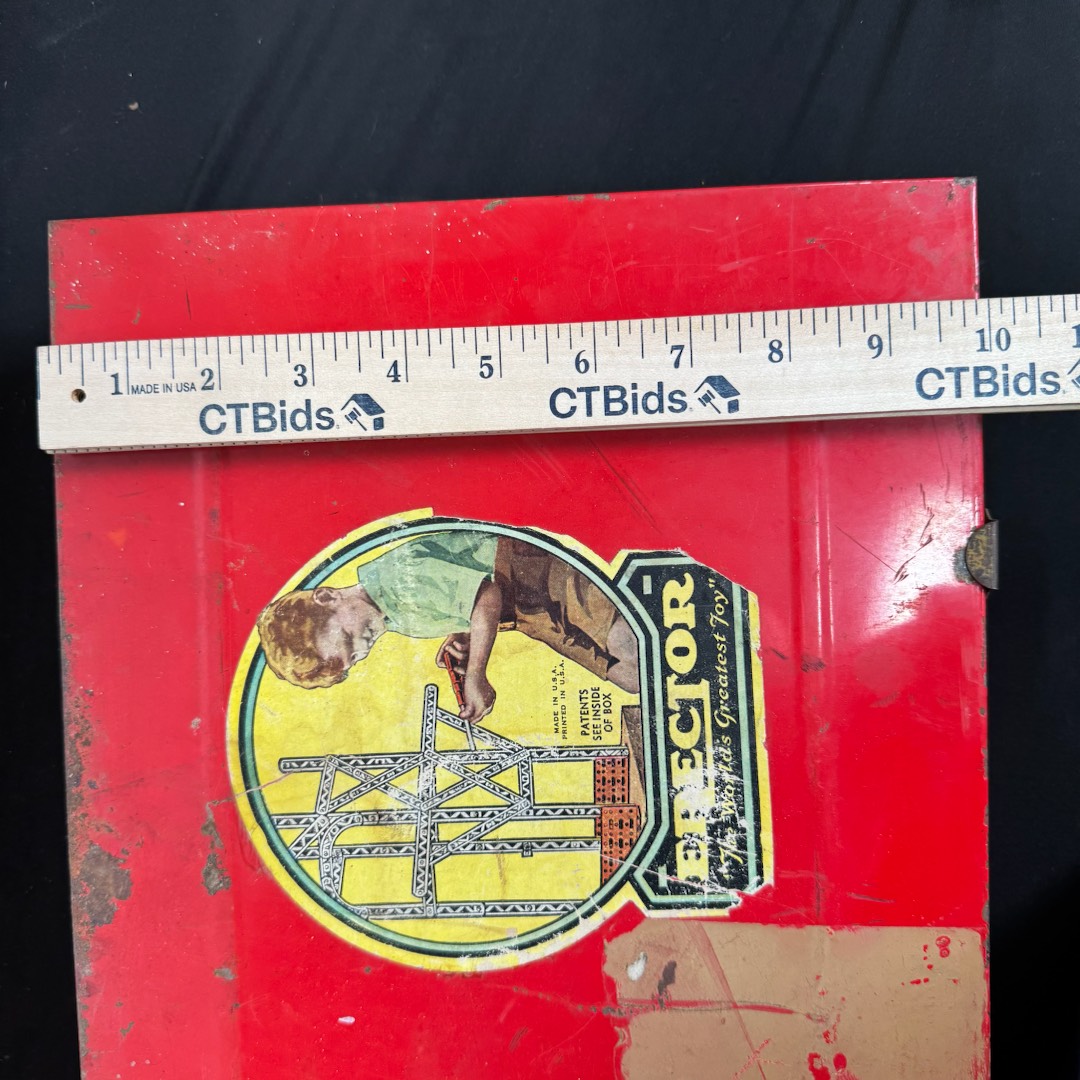 1 MADE IN USA 2 3 4 5 6 7 8 9 10 1
CTBids CTBids CTBids
MADE IN U.S.A.
PRINTED IN U.S.A.
PATENTS
SEE INSIDE
OF BOX
ERECTOR
"The World's Greatest Toy"